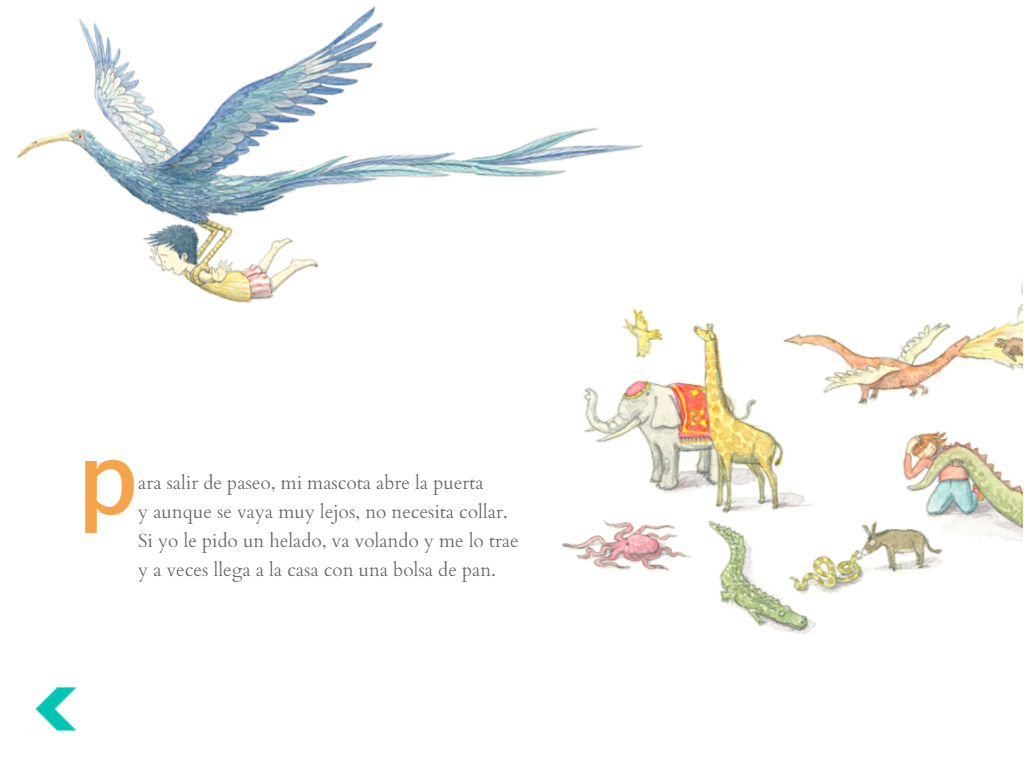 para salir de paseo, mi mascota abre la puerta
y aunque se vaya muy lejos, no necesita collar.
Si yo le pido un helado, va volando y me lo trae
y a veces llega a la casa con una bolsa de pan.